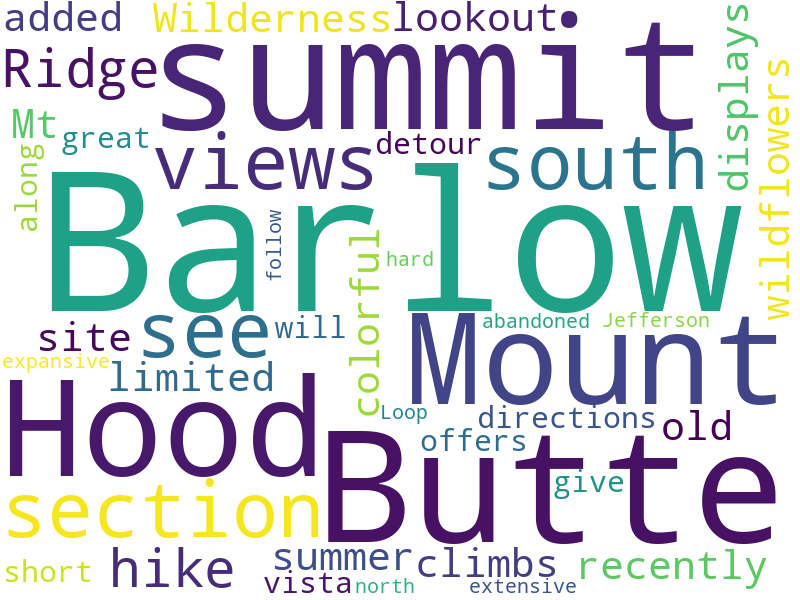 added Wilderness lookout
summit
displays
Ridge
wildflowers
Mt
great
detour
views
south
along
Barlow
follow
colorful
hard
see
Mount
site
will
abandoned
Jefferson
expansive
limited
Hood
Loop
directions
old
offers
Butte
section
give
summer
climbs
hike
recently
short
vista
north
extensive